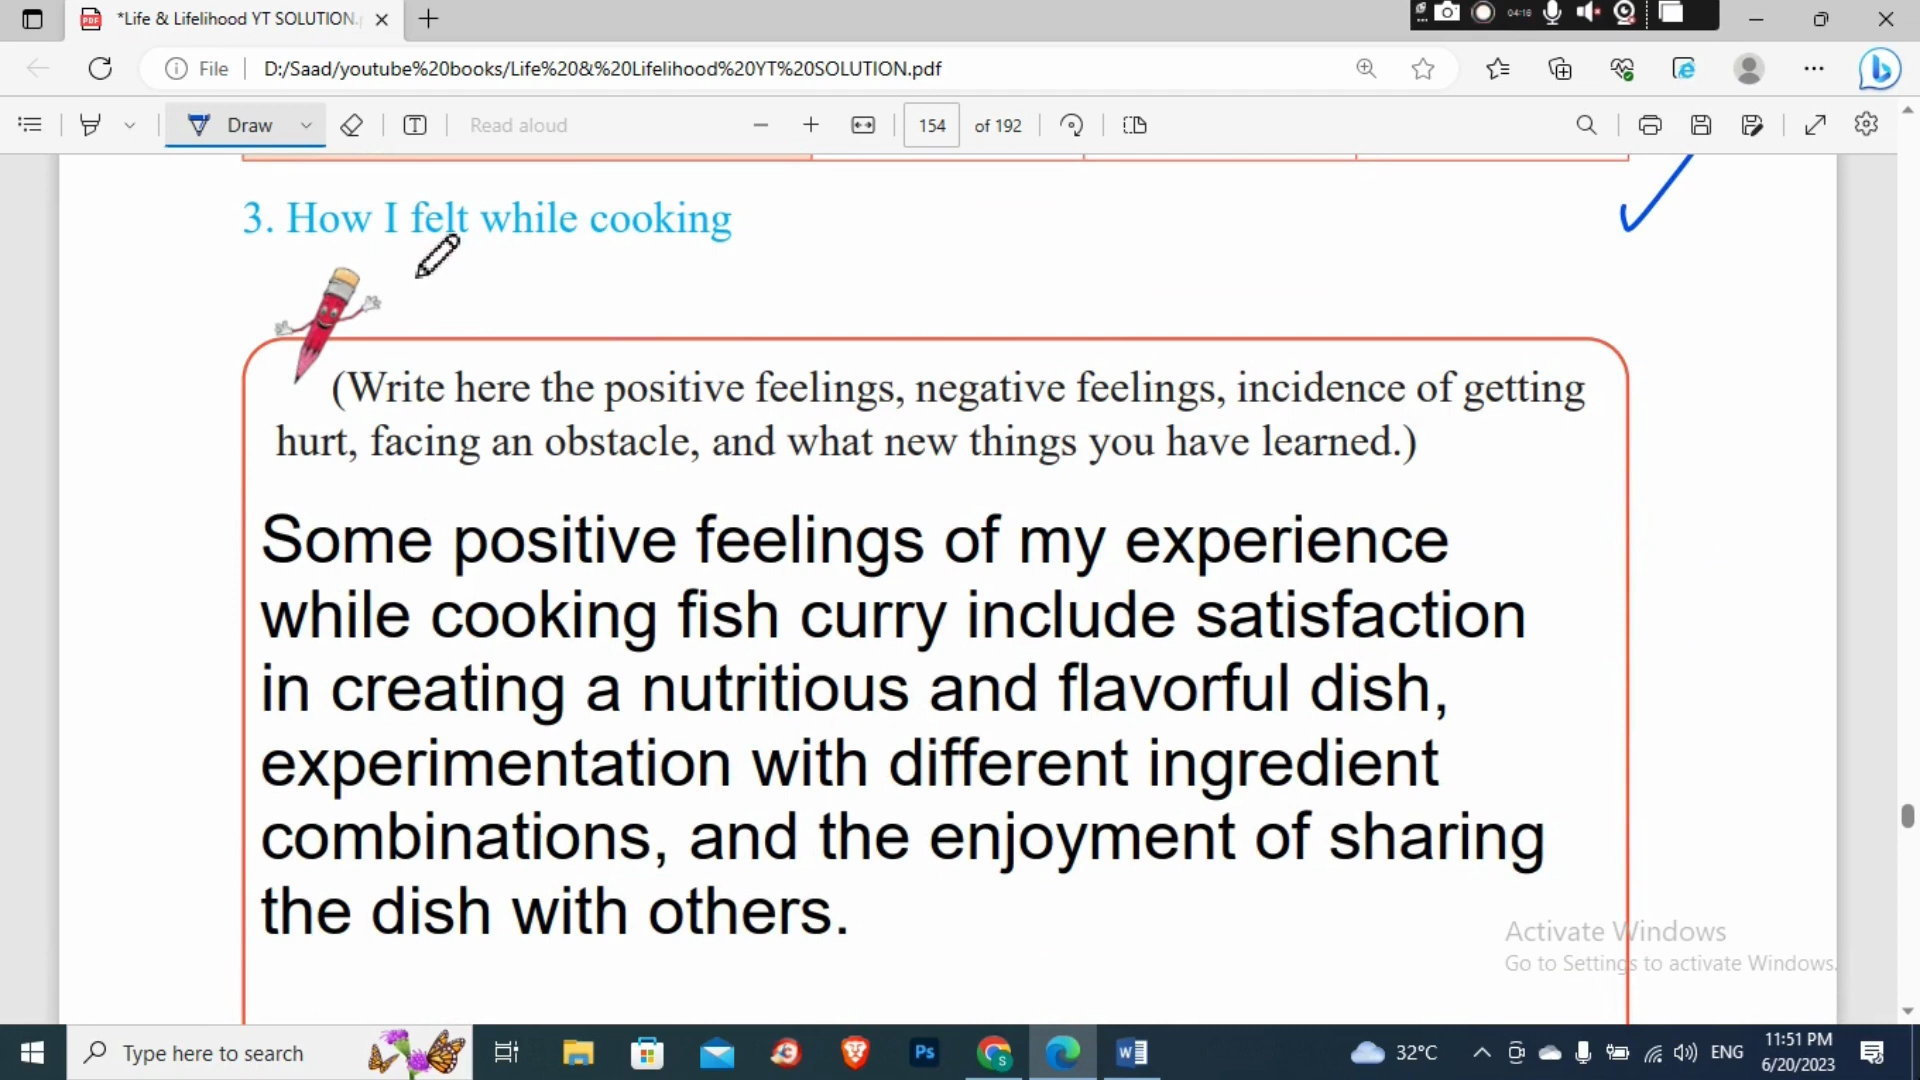 *Life & Lifelihood YT SOLUTION.
04:16
File
D:/Saad/youtube%20books/Life%20&%20Lifelihood%20YT%20SOLUTION.pdf
Draw
Read aloud
154
of 192
3. How I felt while cooking
(Write here the positive feelings, negative feelings, incidence of getting
hurt, facing an obstacle, and what new things you have learned.)
Some positive feelings of my experience
while cooking fish curry include satisfaction
in creating a nutritious and flavorful dish,
experimentation with different ingredient
combinations, and the enjoyment of sharing
the dish with others.
Activate Windows
Go to Settings to activate Windows.
Type here to search
Ps
32°C
ENG
11:51 PM
6/20/2023